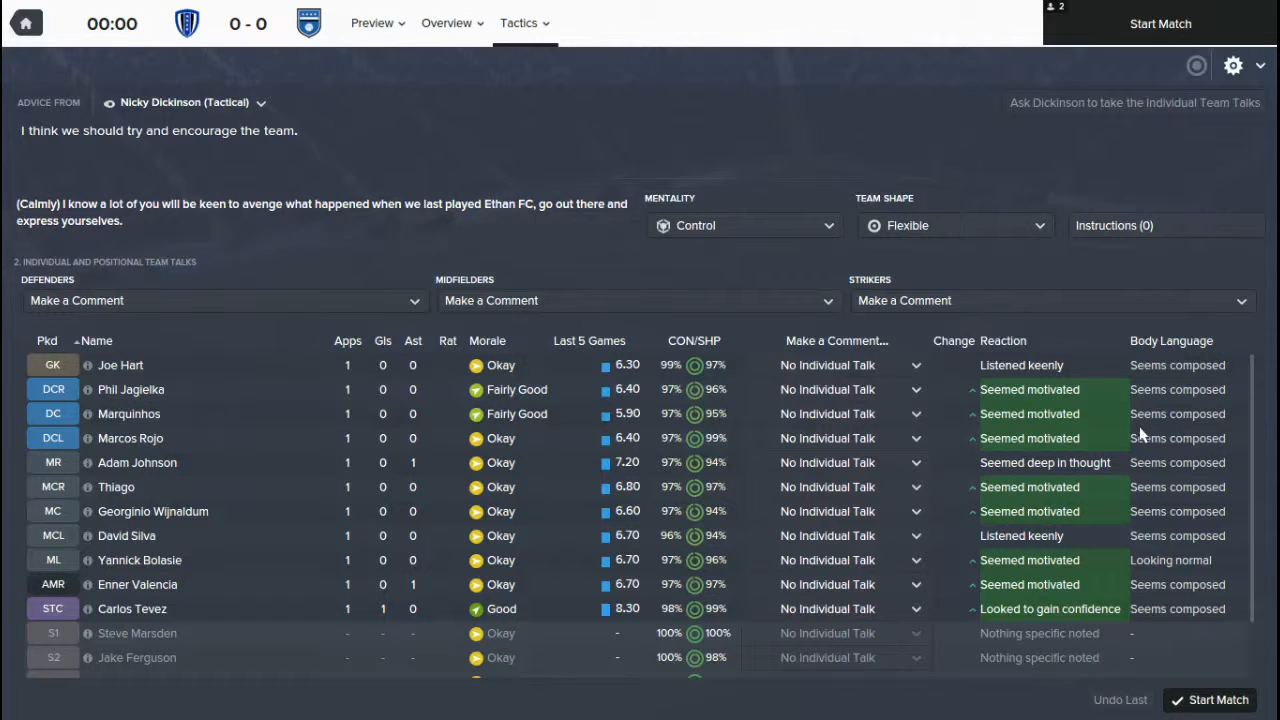 00:00 0 - 0 Preview Overview Tactics 2 Start Match
ADVICE FROM Nicky Dickinson (Tactical) Ask Dickinson to take the Individual Team Talks
I think we should try and encourage the team.
(Calmly) I know a lot of you will be keen to avenge what happened when we last played Ethan FC, go out there and
express yourselves.
MENTALITY TEAM SHAPE
Control Flexible Instructions (0)
2. INDIVIDUAL AND POSITIONAL TEAM TALKS
DEFENDERS MIDFIELDERS STRIKERS
Make a Comment Make a Comment Make a Comment
Pkd Name Apps Gls Ast Rat Morale Last 5 Games CON/SHP Make a Comment... Change Reaction Body Language
GK Joe Hart 1 0 0 Okay 6.30 99% 97% No Individual Talk Listened keenly Seems composed
DCR Phil Jagielka 1 0 0 Fairly Good 6.40 97% 96% No Individual Talk Seemed motivated Seems composed
DC Marquinhos 1 0 0 Fairly Good 5.90 97% 95% No Individual Talk Seemed motivated Seems composed
DCL Marcos Rojo 1 0 0 Okay 6.40 97% 99% No Individual Talk Seemed motivated Seems composed
MR Adam Johnson 1 0 1 Okay 7.20 97% 94% No Individual Talk Seemed deep in thought Seems composed
MCR Thiago 1 0 0 Okay 6.80 97% 94% No Individual Talk Seemed motivated Seems composed
MC Georginio Wijnaldum 1 0 0 Okay 6.60 97% 94% No Individual Talk Seemed motivated Seems composed
MCL David Silva 1 0 0 Okay 6.70 96% 94% No Individual Talk Listened keenly Seems composed
ML Yannick Bolasie 1 0 0 Okay 6.70 97% 96% No Individual Talk Seemed motivated Looking normal
AMR Enner Valencia 1 0 1 Okay 6.70 97% 97% No Individual Talk Seemed motivated Seems composed
STC Carlos Tevez 1 1 0 Good 8.30 98% 99% No Individual Talk Looked to gain confidence Seems composed
S1 Steve Marsden - - - Okay - 100% 100% No Individual Talk Nothing specific noted -
S2 Jake Ferguson - - - Okay - 100% 98% No Individual Talk Nothing specific noted -
Undo Last Start Match